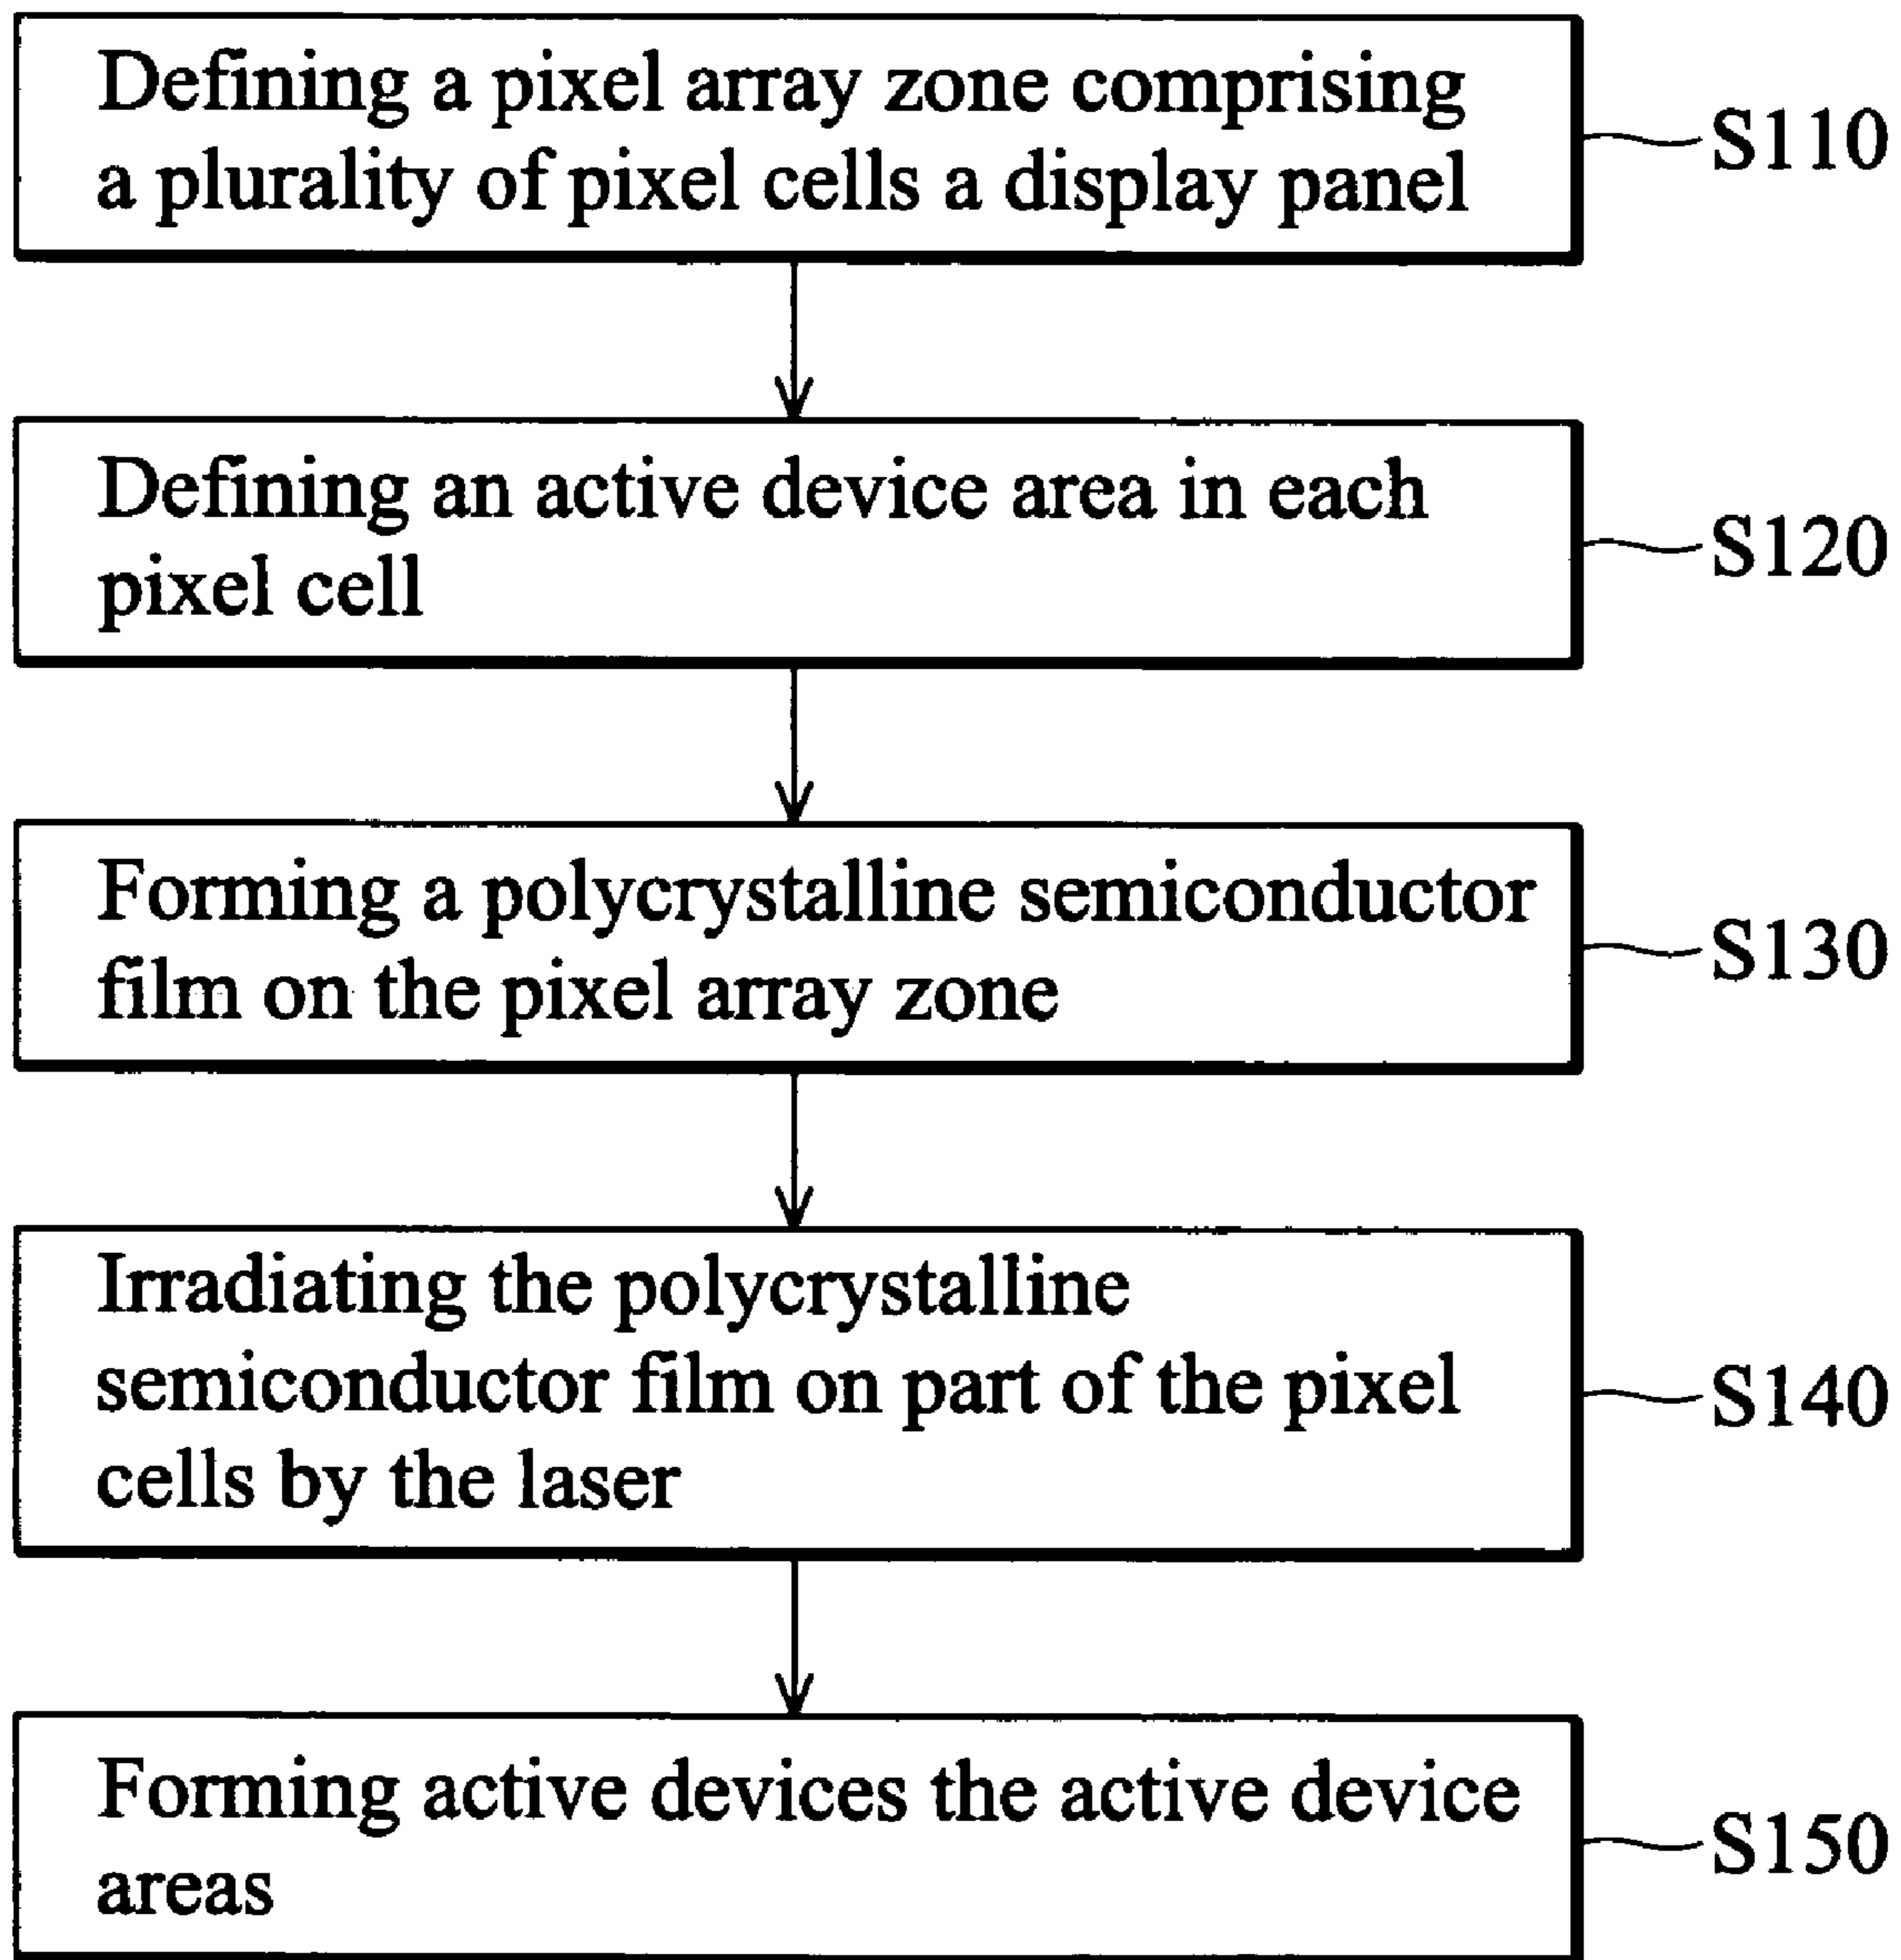 Defining a pixel array zone comprising
a plurality of pixel cells a display panel
S110
Defining an active device area in each
pixel cell
S120
Forming a polycrystalline semiconductor
film on the pixel array zone
S130
Irradiating the polycrystalline
semiconductor film on part of the pixel
cells by the laser
S140
Forming active devices the active device
areas
S150